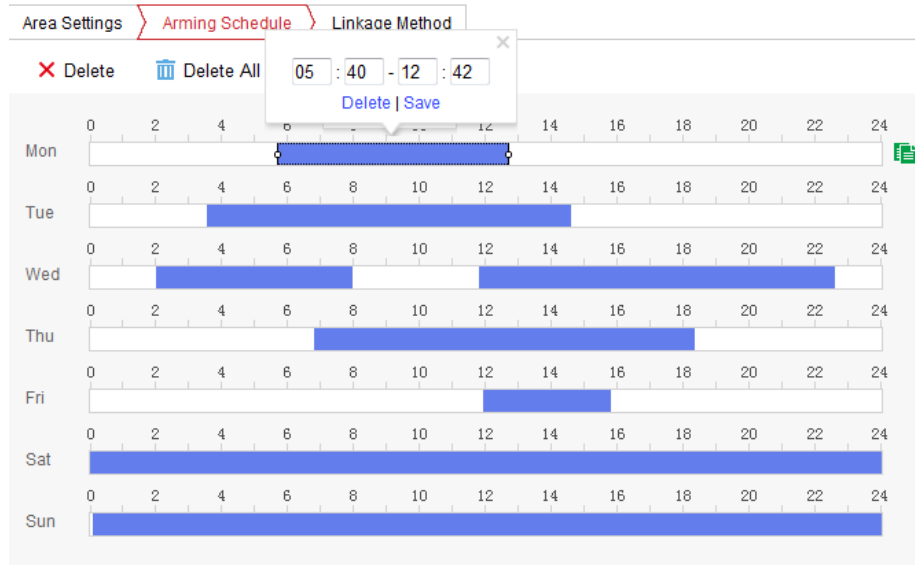 Area Settings Arming Schedule Linkage Method
Delete Delete All
05 : 40 - 12 : 42
Delete | Save
0 2 4 6 12 14 16 18 20 22 24
Mon
0 2 4 6 8 10 12 14 16 18 20 22 24
Tue
0 2 4 6 8 10 12 14 16 18 20 22 24
Wed
0 2 4 6 8 10 12 14 16 18 20 22 24
Thu
0 2 4 6 8 10 12 14 16 18 20 22 24
Fri
0 2 4 6 8 10 12 14 16 18 20 22 24
Sat
0 2 4 6 8 10 12 14 16 18 20 22 24
Sun